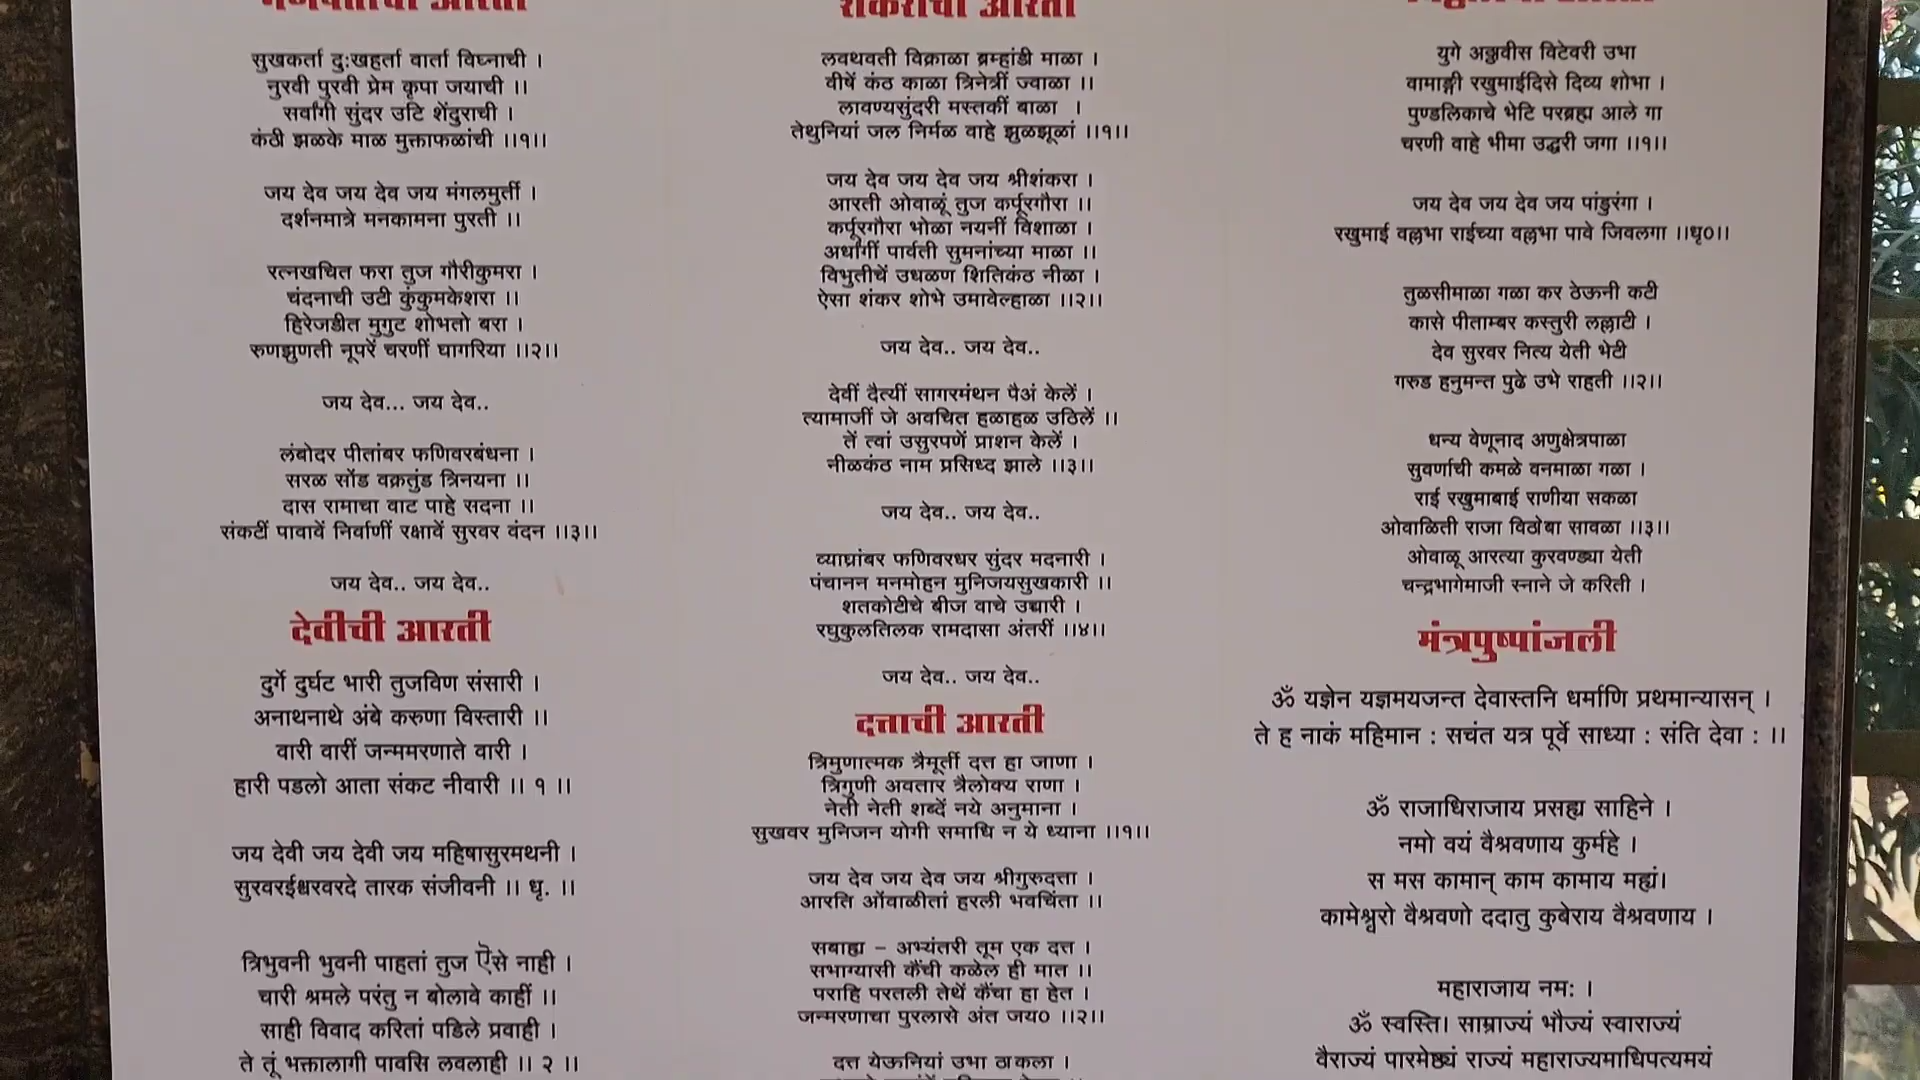 गणपतीची आरती
सुखकर्ता दुःखहर्ता वार्ता विघ्नाची ।
नुरवी पुरवी प्रेम कृपा जयाची ।।
सर्वांगी सुंदर उटि शेंदुराची ।
कंठी झळके माळ मुक्ताफळांची ।।१।।
जय देव जय देव जय मंगलमुर्ती ।
दर्शनमात्रे मनकामना पुरती ।।
रत्नखचित फरा तुज गौरीकुमरा ।
चंदनाची उटी कुंकुमकेशरा ।।
हिरेजडीत मुगुट शोभतो बरा ।
रुणझुणती नूपरें चरणीं घागरिया ।।२।।
जय देव... जय देव..
लंबोदर पीतांबर फणिवरबंधना ।
सरळ सोंड वक्रतुंड त्रिनयना ।।
दास रामाचा वाट पाहे सदना ।।
संकटीं पावावें निर्वाणीं रक्षावें सुरवर वंदन ।।३।।
जय देव.. जय देव..
देवीची आरती
दुर्गे दुर्घट भारी तुजविण संसारी ।
अनाथनाथे अंबे करुणा विस्तारी ।।
वारी वारीं जन्ममरणाते वारी ।
हारी पडलो आता संकट नीवारी ।। १ ।।
जय देवी जय देवी जय महिषासुरमथनी ।
सुरवरईश्वरवरदे तारक संजीवनी ।। धृ. ।।
त्रिभुवनी भुवनी पाहतां तुज ऎसे नाही ।
चारी श्रमले परंतु न बोलावे काहीं ।।
साही विवाद करितां पडिले प्रवाही ।
ते तूं भक्तालागी पावसि लवलाही ।। २ ।।
शंकराची आरती
लवथवती विक्राळा ब्रम्हांडी माळा ।
वीषें कंठ काळा त्रिनेत्रीं ज्वाळा ।।
लावण्यसुंदरी मस्तकीं बाळा ।
तेथुनियां जल निर्मळ वाहे झुळझूळां ।।१।।
जय देव जय देव जय श्रीशंकरा ।
आरती ओवाळूं तुज कर्पूरगौरा ।।
कर्पूरगौरा भोळा नयनीं विशाळा ।
अर्धांगीं पार्वती सुमनांच्या माळा ।।
विभुतीचें उधळण शितिकंठ नीळा ।
ऐसा शंकर शोभे उमावेल्हाळा ।।२।।
जय देव.. जय देव..
देवीं दैत्यीं सागरमंथन पैअं केलें ।
त्यामाजीं जे अवचित हळाहळ उठिलें ।।
तें त्वां उसुरपणें प्राशन केलें ।
नीळकंठ नाम प्रसिध्द झाले ।।३।।
जय देव.. जय देव..
व्याघ्रांबर फणिवरधर सुंदर मदनारी ।
पंचानन मनमोहन मुनिजयसुखकारी ।।
शतकोटीचे बीज वाचे उच्चारी ।
रघुकुलतिलक रामदासा अंतरीं ।।४।।
जय देव.. जय देव..
दत्ताची आरती
त्रिमुणात्मक त्रैमूर्ती दत्त हा जाणा ।
त्रिगुणी अवतार त्रैलोक्य राणा ।
नेती नेती शब्दें नये अनुमाना ।
सुखवर मुनिजन योगी समाधि न ये ध्याना ।।१।।
जय देव जय देव जय श्रीगुरुदत्ता ।
आरति ओंवाळीतां हरली भवचिंता ।।
सबाह्य – अभ्यंतरी तूम एक दत्त ।
सभाग्यासी कैंची कळेल ही मात ।।
पराहि परतली तेथें कैंचा हा हेत ।
जन्मरणाचा पुरलासे अंत जय० ।।२।।
दत्त येऊनियां उभा ठाकला ।
युगे अठ्ठावीस विटेवरी उभा
वामाङ्गी रखुमाईदिसे दिव्य शोभा ।
पुण्डलिकाचे भेटि परब्रह्म आले गा
चरणी वाहे भीमा उद्धरी जगा ।।१।।
जय देव जय देव जय पांडुरंगा ।
रखुमाई वल्लभा राईच्या वल्लभा पावे जिवलगा ।।धृ०।।
तुळसीमाळा गळा कर ठेऊनी कटी
कासे पीताम्बर कस्तुरी लल्लाटी ।
देव सुरवर नित्य येती भेटी
गरुड हनुमन्त पुढे उभे राहती ।।२।।
धन्य वेणूनाद अणुक्षेत्रपाळा
सुवर्णाची कमळे वनमाळा गळा ।
राई रखुमाबाई राणीया सकळा
ओवाळिती राजा विठोबा सावळा ।।३।।
ओवाळू आरत्या कुरवण्ड्या येती
चन्द्रभागेमाजी स्नाने जे करिती ।
मंत्रपुष्पांजली
ॐ यज्ञेन यज्ञमयजन्त देवास्तनि धर्माणि प्रथमान्यासन् ।
ते ह नाकं महिमान : सचंत यत्र पूर्वे साध्या : संति देवा : ।।
ॐ राजाधिराजाय प्रसह्य साहिने ।
नमो वयं वैश्रवणाय कुर्महे ।
स मस कामान् काम कामाय मह्यं।
कामेश्वरो वैश्रवणो ददातु कुबेराय वैश्रवणाय ।
महाराजाय नम: ।
ॐ स्वस्ति। साम्राज्यं भौज्यं स्वाराज्यं
वैराज्यं पारमेष्ठ्यं राज्यं महाराज्यमाधिपत्यमयं